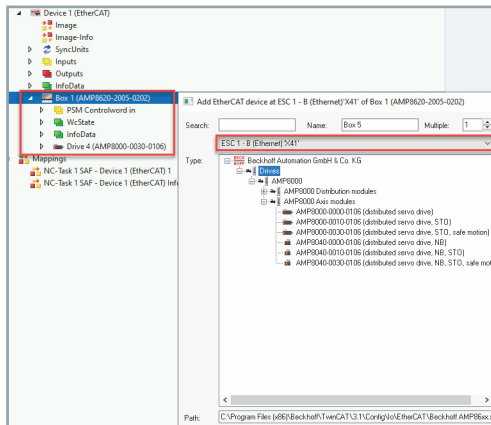 Device 1 (EtherCAT)
Image
Image-Info
SyncUnits
Inputs
Outputs
InfoData
Box 1 (AMP8620-2005-0202)
PSM Controlword in
WcState
InfoData
Drive 4 (AMP8000-0030-0106)
Mappings
NC-Task 1 SAF - Device 1 (EtherCAT) 1
NC-Task 1 SAF - Device 1 (EtherCAT) Info
Add EtherCAT device at ESC 1 - B (Ethernet)'X41' of Box 1 (AMP8620-2005-0202)
Search:
Name:
Box 5
Multiple:
1
ESC 1 - B (Ethernet) 'X41'
Type:
Beckhoff Automation GmbH & Co. KG
Drives
AMP8000
AMP8000 Distribution modules
AMP8000 Axis modules
AMP8000-0000-0106 (distributed servo drive)
AMP8000-0010-0106 (distributed servo drive, STO)
AMP8000-0030-0106 (distributed servo drive, STO, safe motion)
AMP8040-0000-0106 (distributed servo drive, NB)
AMP8040-0010-0106 (distributed servo drive, NB, STO)
AMP8040-0030-0106 (distributed servo drive, NB, STO, safe mot
Path:
C:\Program Files (x86)\Beckhoff\TwinCAT\3.1\Config\Io\EtherCAT\Beckhoff AMP86xx.x